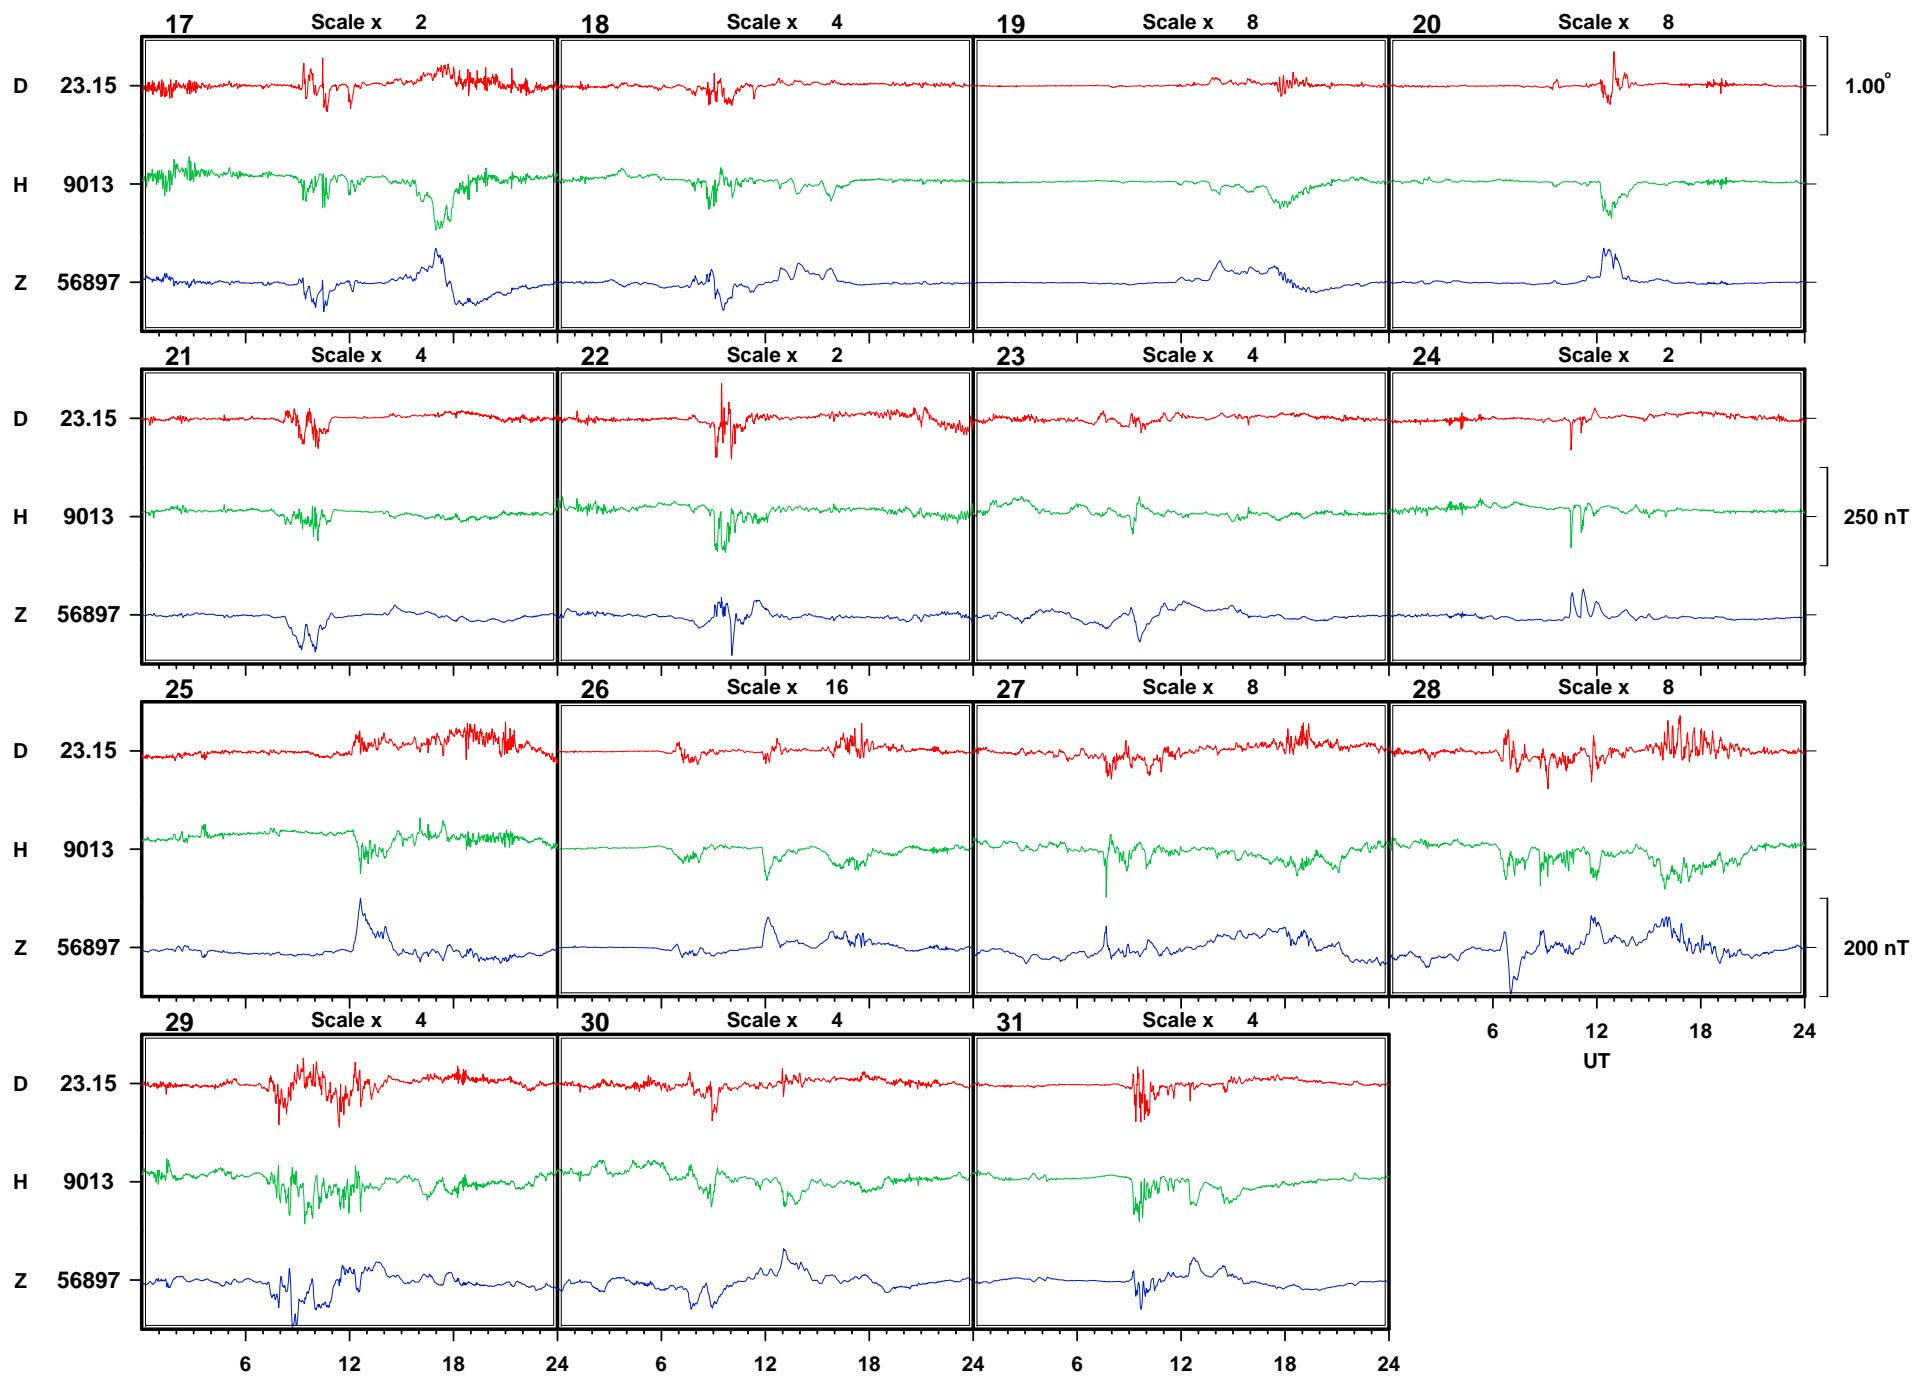 17 Scale x 2 18 Scale x 4 19 Scale x 8 20 Scale x 8
D 23.15 1.00°
H 9013
Z 56897
21 Scale x 4 22 Scale x 2 23 Scale x 4 24 Scale x 2
D 23.15
H 9013 250 nT
Z 56897
25 26 Scale x 16 27 Scale x 8 28 Scale x 8
D 23.15
H 9013
Z 56897 200 nT
29 Scale x 4 30 Scale x 4 31 Scale x 4 6 12 18 24
UT
D 23.15
H 9013
Z 56897
6 12 18 24 6 12 18 24 6 12 18 24